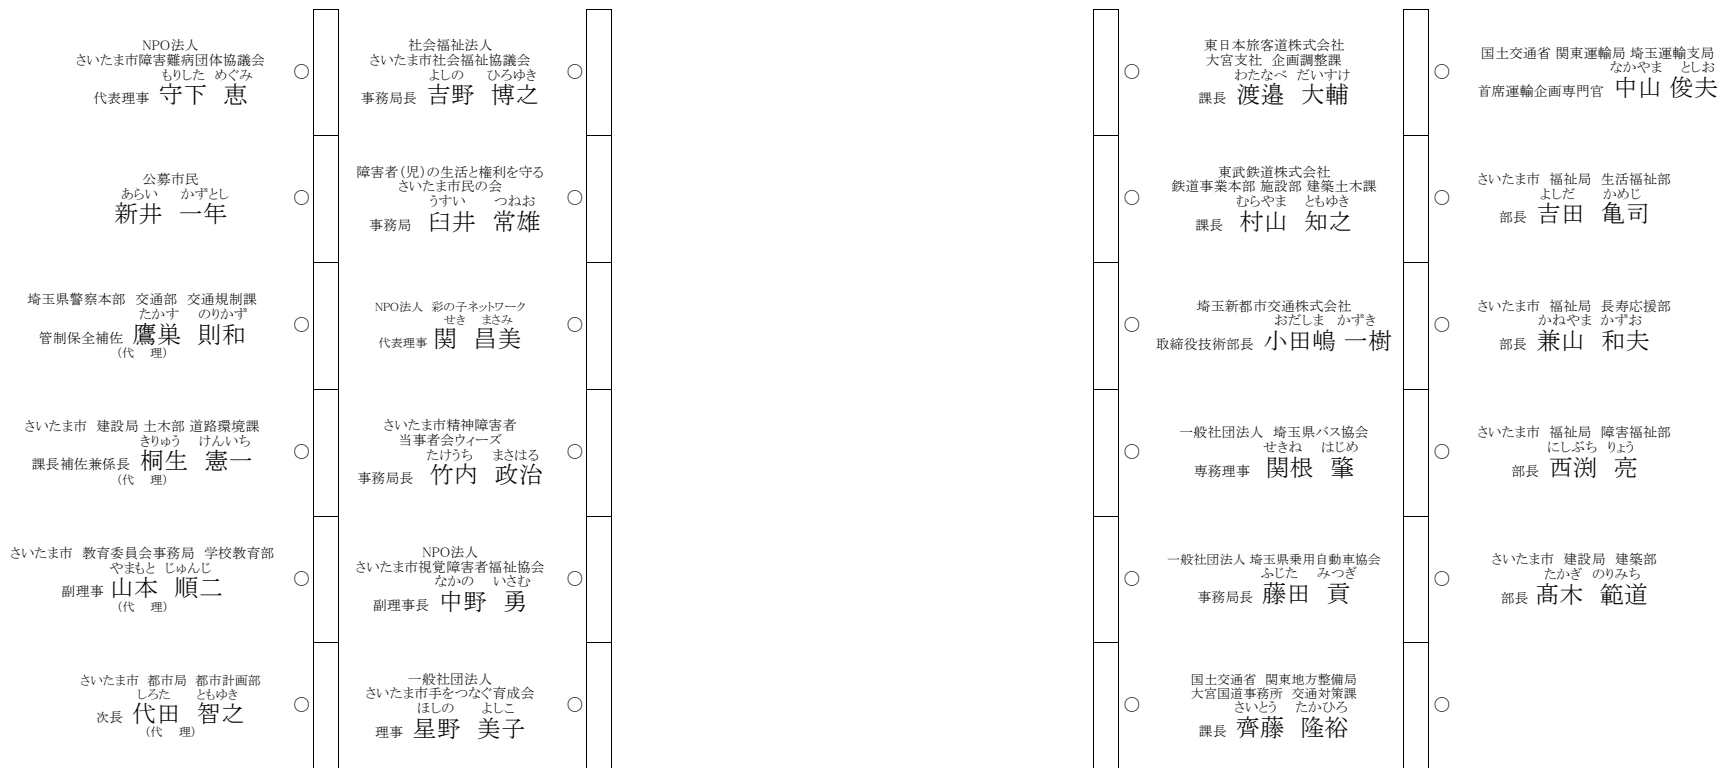 NPO法人
さいたま市障害難病団体協議会
もりした めぐみ
代表理事 守下 恵
○
公募市民
あらい かずとし
新井 一年
○
埼玉県警察本部 交通部 交通規制課
たかす のりかず
管制保全補佐 鷹巣 則和
(代 理)
○
さいたま市 建設局 土木部 道路環境課
きりゅう けんいち
課長補佐兼係長 桐生 憲一
(代 理)
○
さいたま市 教育委員会事務局 学校教育部
やまもと じゅんじ
副理事 山本 順二
(代 理)
○
さいたま市 都市局 都市計画部
しろた ともゆき
次長 代田 智之
(代 理)
○
社会福祉法人
さいたま市社会福祉協議会
よしの ひろゆき
事務局長 吉野 博之
○
障害者(児)の生活と権利を守る
さいたま市民の会
うすい つねお
事務局 臼井 常雄
○
NPO法人 彩の子ネットワーク
せき まさみ
代表理事 関 昌美
○
さいたま市精神障害者
当事者会ウィーズ
たけうち まさはる
事務局長 竹内 政治
○
NPO法人
さいたま市視覚障害者福祉協会
なかの いさむ
副理事長 中野 勇
○
一般社団法人
さいたま市手をつなぐ育成会
ほしの よしこ
理事 星野 美子
○
東日本旅客道株式会社
大宮支社 企画調整課
わたなべ だいすけ
課長 渡邉 大輔
○
東武鉄道株式会社
鉄道事業本部 施設部 建築土木課
むらやま ともゆき
課長 村山 知之
○
埼玉新都市交通株式会社
おだしま かずき
取締役技術部長 小田嶋 一樹
○
一般社団法人 埼玉県バス協会
せきね はじめ
専務理事 関根 肇
○
一般社団法人 埼玉県乗用自動車協会
ふじた みつぎ
事務局長 藤田 貢
○
国土交通省 関東地方整備局
大宮国道事務所 交通対策課
さいとう たかひろ
課長 齊藤 隆裕
○
国土交通省 関東運輸局 埼玉運輸支局
なかやま としお
首席運輸企画専門官 中山 俊夫
○
さいたま市 福祉局 生活福祉部
よしだ かめじ
部長 吉田 亀司
○
さいたま市 福祉局 長寿応援部
かねやま かずお
部長 兼山 和夫
○
さいたま市 福祉局 障害福祉部
にしぶち りょう
部長 西渕 亮
○
さいたま市 建設局 建築部
たかぎ のりみち
部長 髙木 範道
○
○